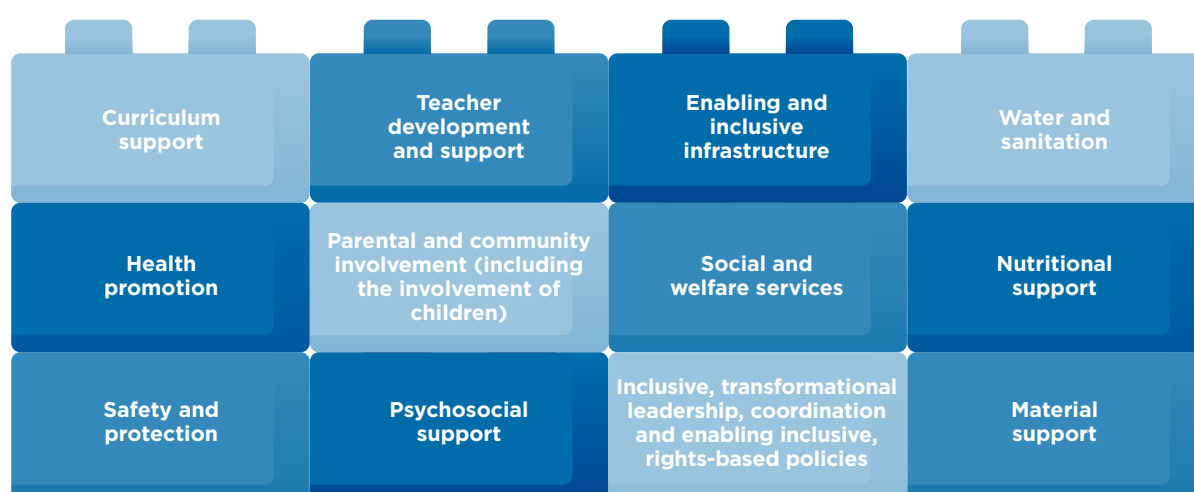 Curriculum
support
Teacher
development
and support
Enabling and
inclusive
infrastructure
Water and
sanitation
Health
promotion
Parental and community
involvement (including
the involvement of
children)
Social and
welfare services
Nutritional
support
Safety and
protection
Psychosocial
support
Inclusive, transformational
leadership, coordination
and enabling inclusive,
rights-based policies
Material
support